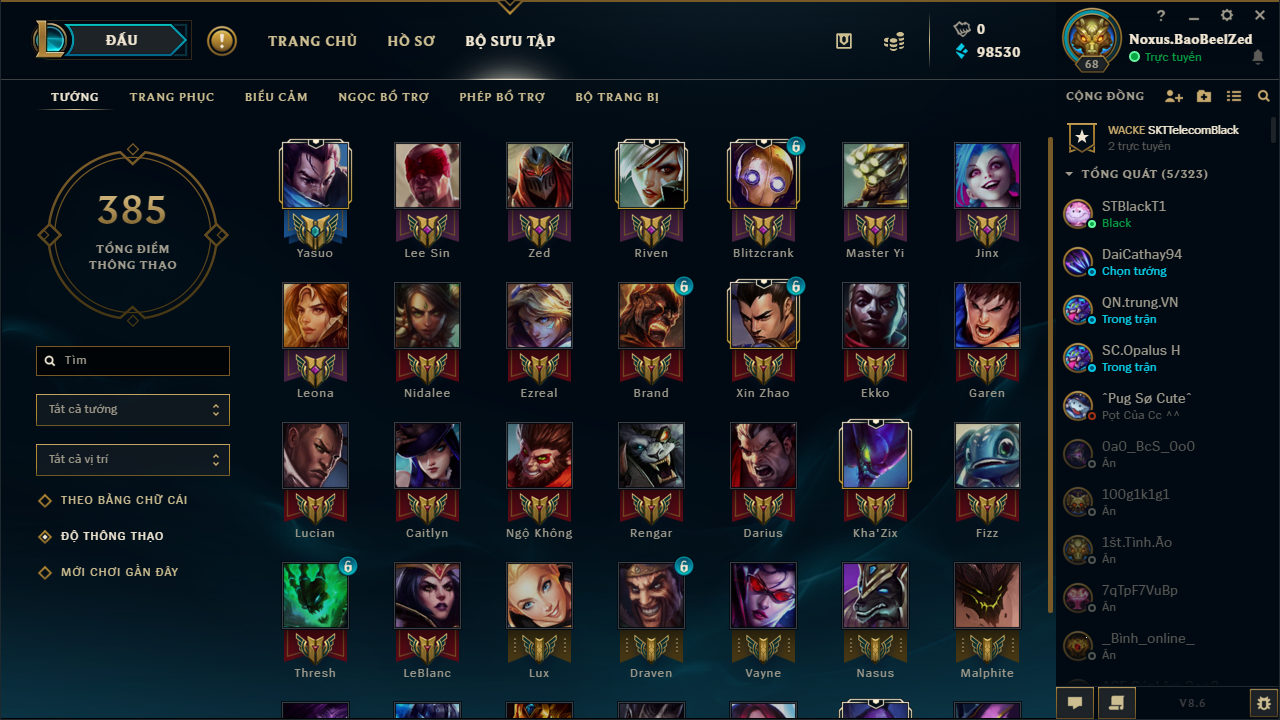 ĐẤU
TRANG CHỦ
HỒ SƠ
BỘ SƯU TẬP
0
98530
68
Noxus.BaoBeeIZed
Trực tuyến
TƯỚNG
TRANG PHỤC
BIỂU CẢM
NGỌC BỔ TRỢ
PHÉP BỔ TRỢ
BỘ TRANG BỊ
385
TỔNG ĐIỂM
THÔNG THẠO
Tìm
Tất cả tướng
Tất cả vị trí
THEO BẢNG CHỮ CÁI
ĐỘ THÔNG THẠO
MỚI CHƠI GẦN ĐÂY
6
Yasuo
Lee Sin
Zed
Riven
Blitzcrank
Master Yi
Jinx
6
6
Leona
Nidalee
Ezreal
Brand
Xin Zhao
Ekko
Garen
Lucian
Caitlyn
Ngộ Không
Rengar
Darius
Kha'Zix
Fizz
6
6
Thresh
LeBlanc
Lux
Draven
Vayne
Nasus
Malphite
CỘNG ĐỒNG
WACKE SKTTelecomBlack
2 trực tuyến
TỔNG QUÁT (5/323)
STBlackT1
Black
DaiCathay94
Chọn tướng
QN.trung.VN
Trong trận
SC.Opalus H
Trong trận
ˆPug Sø Cuteˆ
Pọt Của Cc ^^
0a0_BcS_0o0
Ẩn
100g1k1g1
Ẩn
1št.Tình.Ão
Ẩn
7qTpF7VuBp
Ẩn
_Bình_online_
Ẩn
V8.6